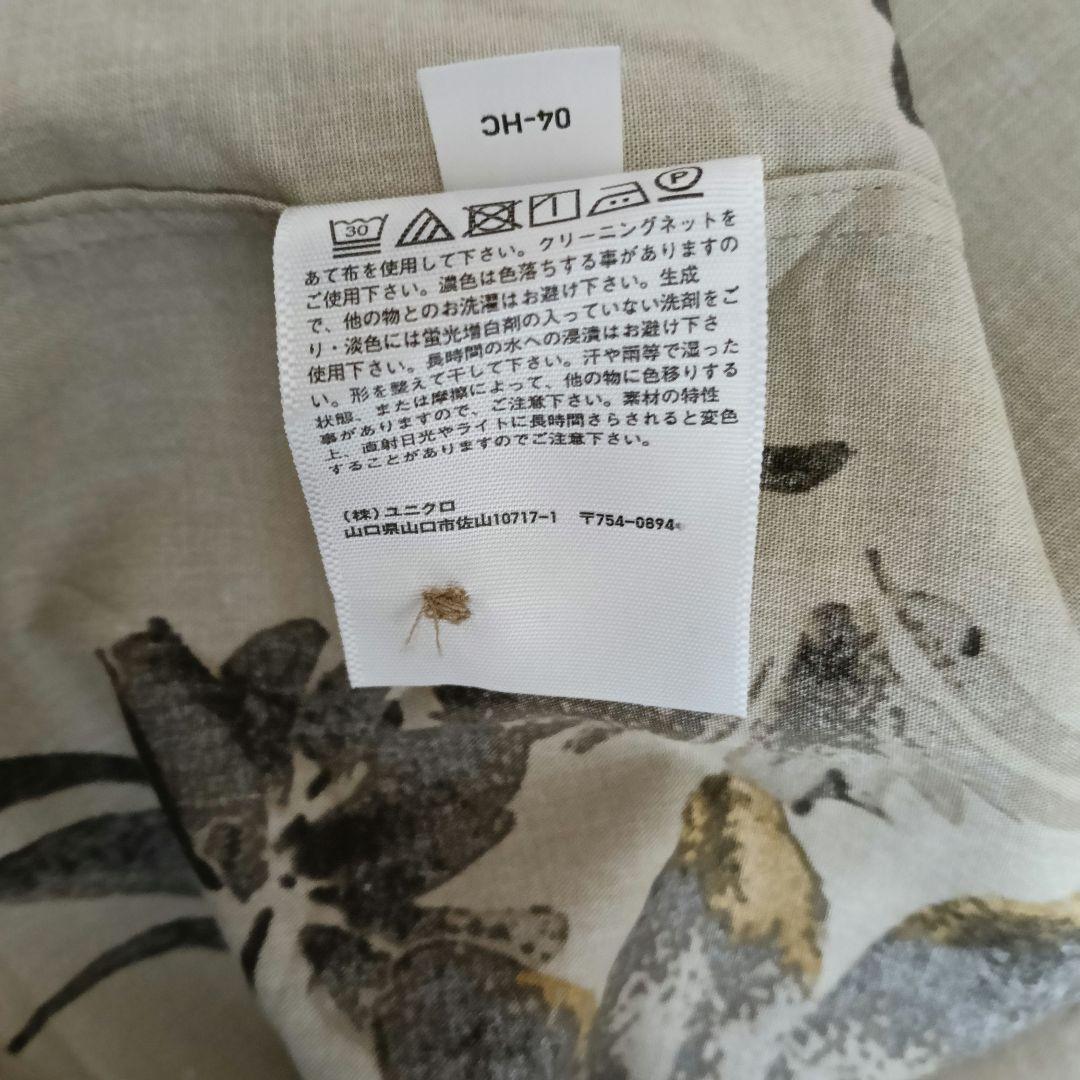 04-HC
30
P
あて布を使用して下さい。クリーニングネットを
ご使用下さい。濃色は色落ちする事がありますの
で、他の物とのお洗濯はお避け下さい。生成
り・淡色には蛍光増白剤の入っていない洗剤をご
使用下さい。長時間の水への浸漬はお避け下さ
い。形を整えて干して下さい。汗や雨等で湿った
状態、または摩擦によって、他の物に色移りする
事がありますので、ご注意下さい。素材の特性
上、直射日光やライトに長時間さらされると変色
することがありますのでご注意下さい。
(株)ユニクロ
山口県山口市佐山10717-1 〒754-0894